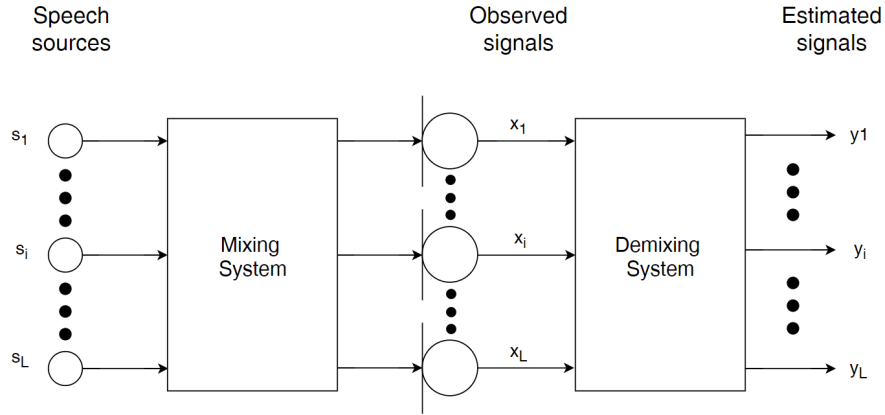 Speech
sources
Observed
signals
Estimated
signals
s1
x1
y1
si
Mixing
System
xi
Demixing
System
yi
sL
xL
yL